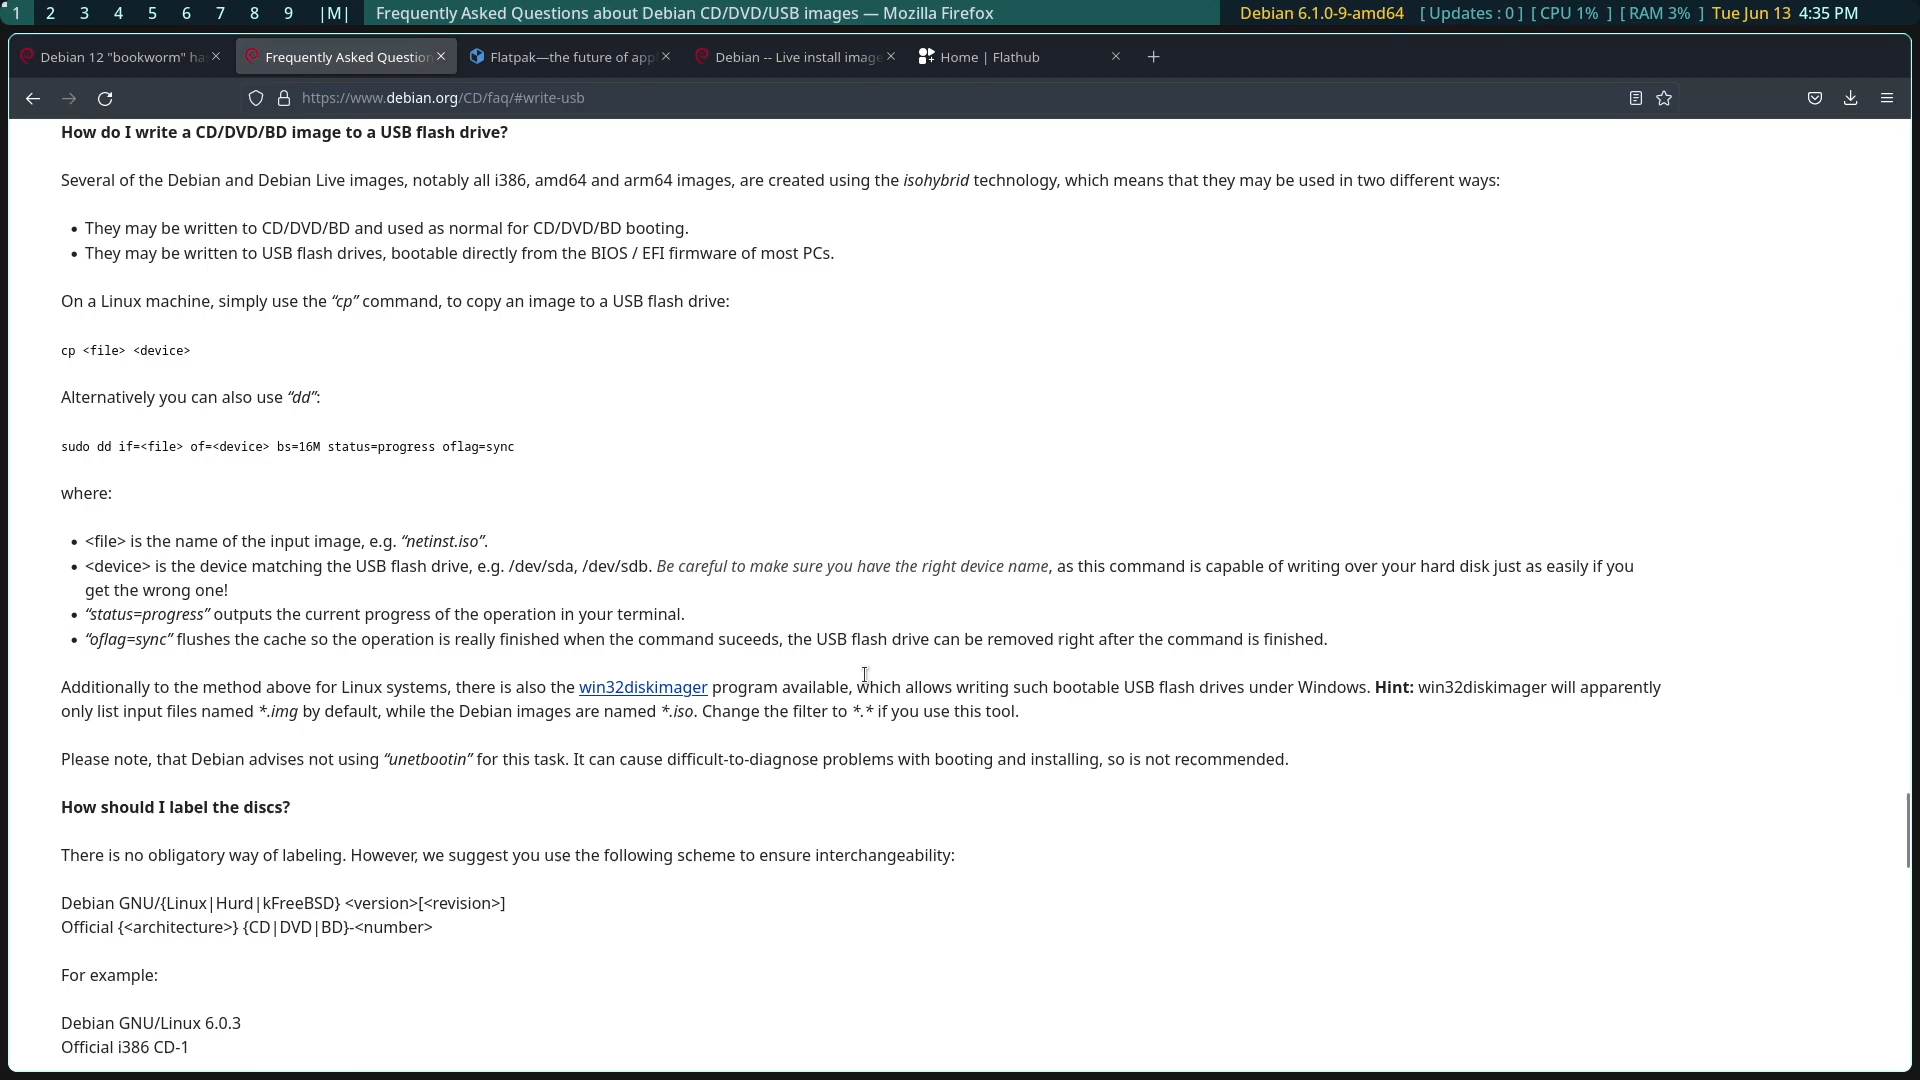 1 2 3 4 5 6 7 8 9 |M| Frequently Asked Questions about Debian CD/DVD/USB images — Mozilla Firefox Debian 6.1.0-9-amd64 [ Updates : 0 ] [ CPU 1% ] [ RAM 3% ] Tue Jun 13 4:35 PM
Debian 12 "bookworm" ha Frequently Asked Question Flatpak—the future of app Debian -- Live install image Home | Flathub
https://www.debian.org/CD/faq/#write-usb
How do I write a CD/DVD/BD image to a USB flash drive?
Several of the Debian and Debian Live images, notably all i386, amd64 and arm64 images, are created using the isohybrid technology, which means that they may be used in two different ways:
• They may be written to CD/DVD/BD and used as normal for CD/DVD/BD booting.
• They may be written to USB flash drives, bootable directly from the BIOS / EFI firmware of most PCs.
On a Linux machine, simply use the “cp” command, to copy an image to a USB flash drive:
cp <file> <device>
Alternatively you can also use “dd”:
sudo dd if=<file> of=<device> bs=16M status=progress oflag=sync
where:
• <file> is the name of the input image, e.g. “netinst.iso”.
• <device> is the device matching the USB flash drive, e.g. /dev/sda, /dev/sdb. Be careful to make sure you have the right device name, as this command is capable of writing over your hard disk just as easily if you
get the wrong one!
• “status=progress” outputs the current progress of the operation in your terminal.
• “oflag=sync” flushes the cache so the operation is really finished when the command suceeds, the USB flash drive can be removed right after the command is finished.
Additionally to the method above for Linux systems, there is also the win32diskimager program available, which allows writing such bootable USB flash drives under Windows. Hint: win32diskimager will apparently
only list input files named *.img by default, while the Debian images are named *.iso. Change the filter to *.* if you use this tool.
Please note, that Debian advises not using “unetbootin” for this task. It can cause difficult-to-diagnose problems with booting and installing, so is not recommended.
How should I label the discs?
There is no obligatory way of labeling. However, we suggest you use the following scheme to ensure interchangeability:
Debian GNU/{Linux|Hurd|kFreeBSD} <version>[<revision>]
Official {<architecture>} {CD|DVD|BD}-<number>
For example:
Debian GNU/Linux 6.0.3
Official i386 CD-1